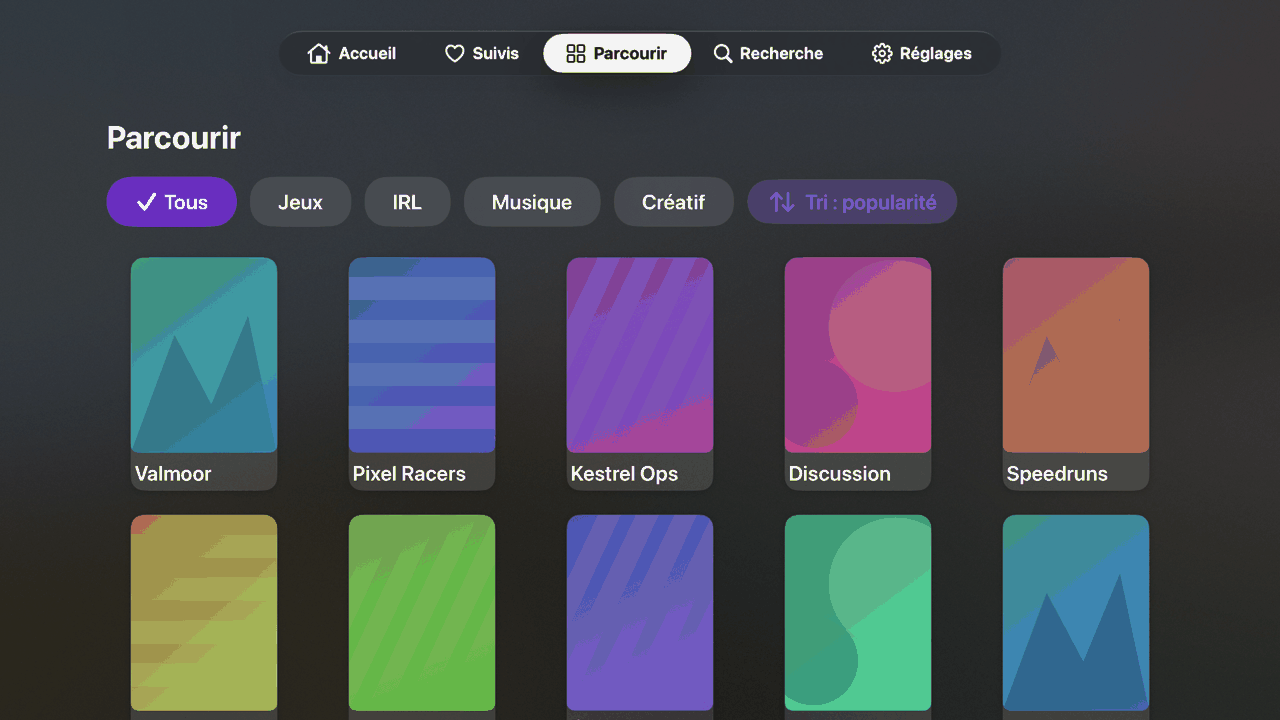 Accueil
Suivis
Parcourir
Recherche
Réglages
Parcourir
Tous
Jeux
IRL
Musique
Créatif
Tri : popularité
Valmoor
Pixel Racers
Kestrel Ops
Discussion
Speedruns